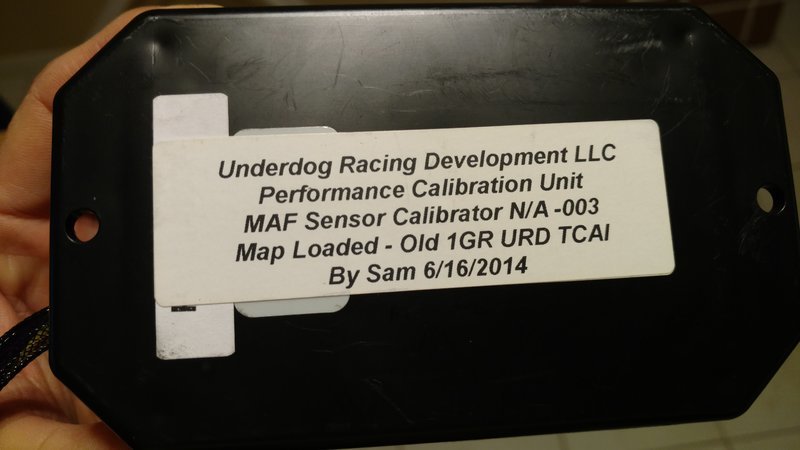 Underdog Racing Development LLC
Performance Calibration Unit
MAF Sensor Calibrator N/A -003
Map Loaded - Old 1GR URD TCAI
By Sam 6/16/2014